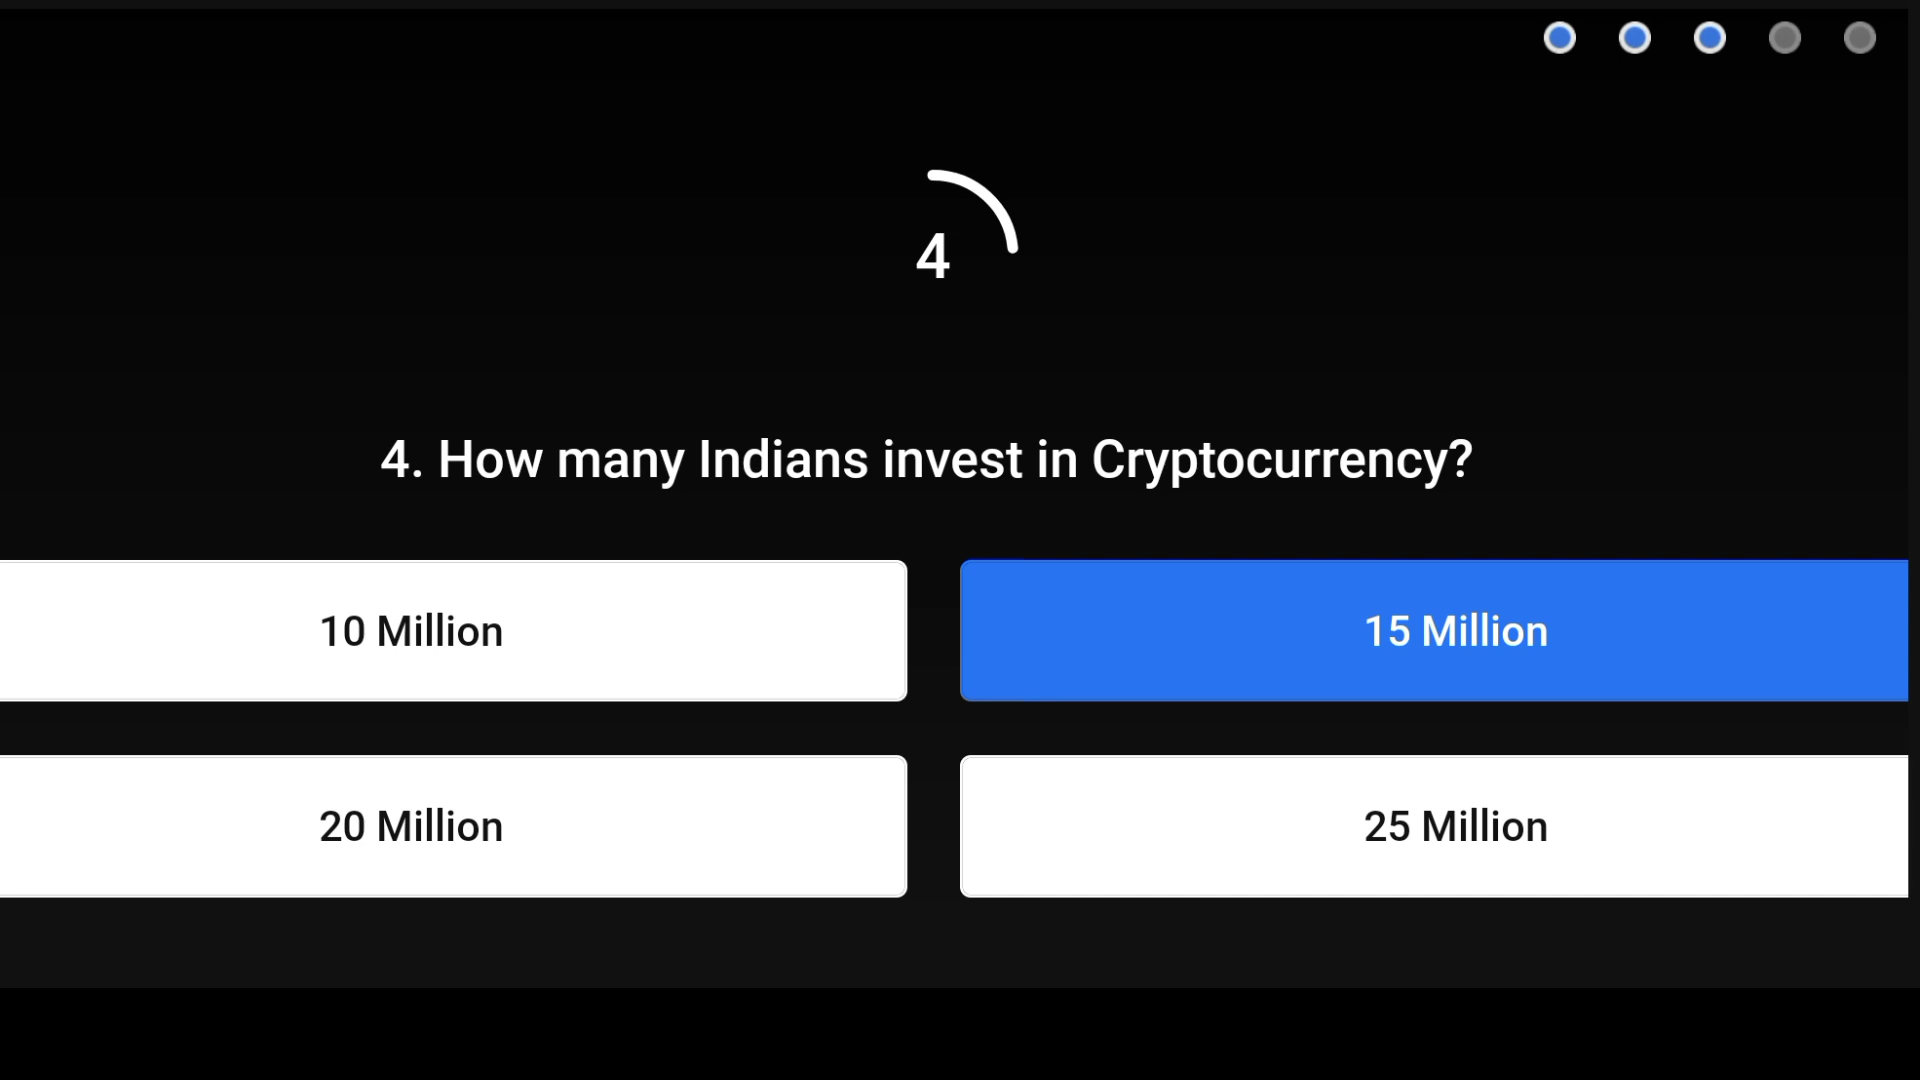 4
4. How many Indians invest in Cryptocurrency?
10 Million
15 Million
20 Million
25 Million